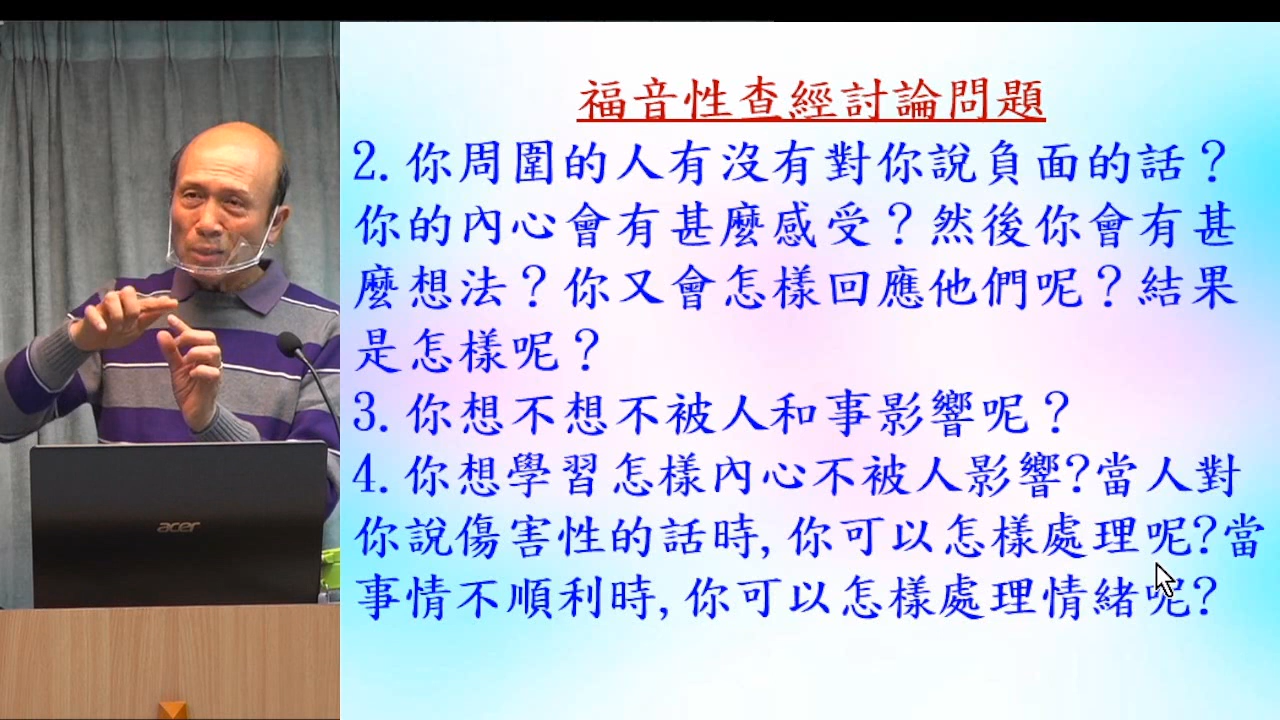 福音性查經討論問題
2.你周圍的人有沒有對你說負面的話？
你的內心會有甚麼感受？然後你會有甚
麼想法？你又會怎樣回應他們呢？結果
是怎樣呢？
3.你想不想不被人和事影響呢？
4.你想學習怎樣內心不被人影響?當人對
你說傷害性的話時,你可以怎樣處理呢?當
事情不順利時,你可以怎樣處理情緒呢?
acer